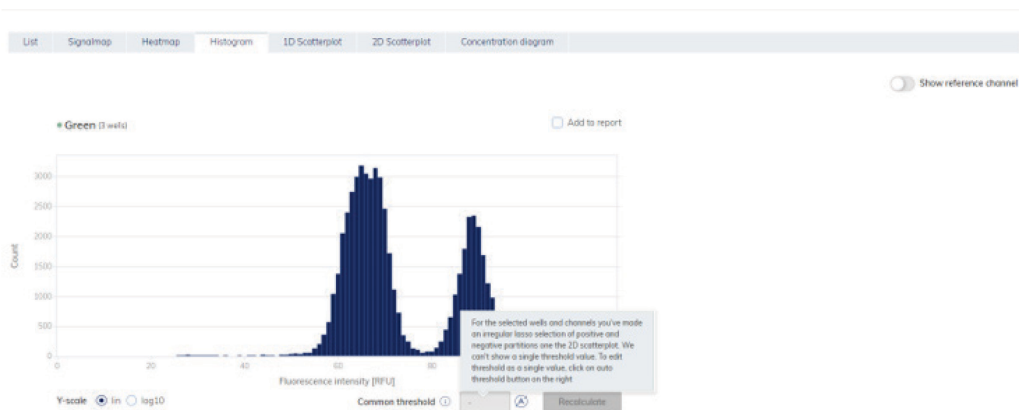 List Signalmap Heatmap Histogram 1D Scatterplot 2D Scatterplot Concentration diagram
Show reference channel
Green (3 wells)
Add to report
3000
2500
2000
1500
1000
500
0
Count
0 20 40 60 80
Fluorescence intensity [RFU]
For the selected wells and channels you've made
an irregular lasso selection of positive and
negative partitions one the 2D scatterplot. We
can't show a single threshold value. To edit
threshold as a single value, click on auto
threshold button on the right
Y-scale lin log10
Common threshold - Recalculate